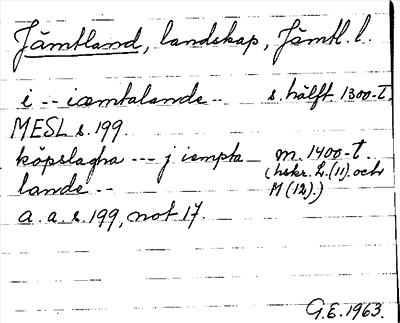 Jämtland, landskap, Jämtl. l.
i -- iæmtalande -- s. hälft 1300-t.
MESL s. 199.
köpslagha --- j iempta m. 1400-t.
lande -- (hskr. L. (11) och
M (12).)
a. a. s. 199, not 17.
G.E. 1963.